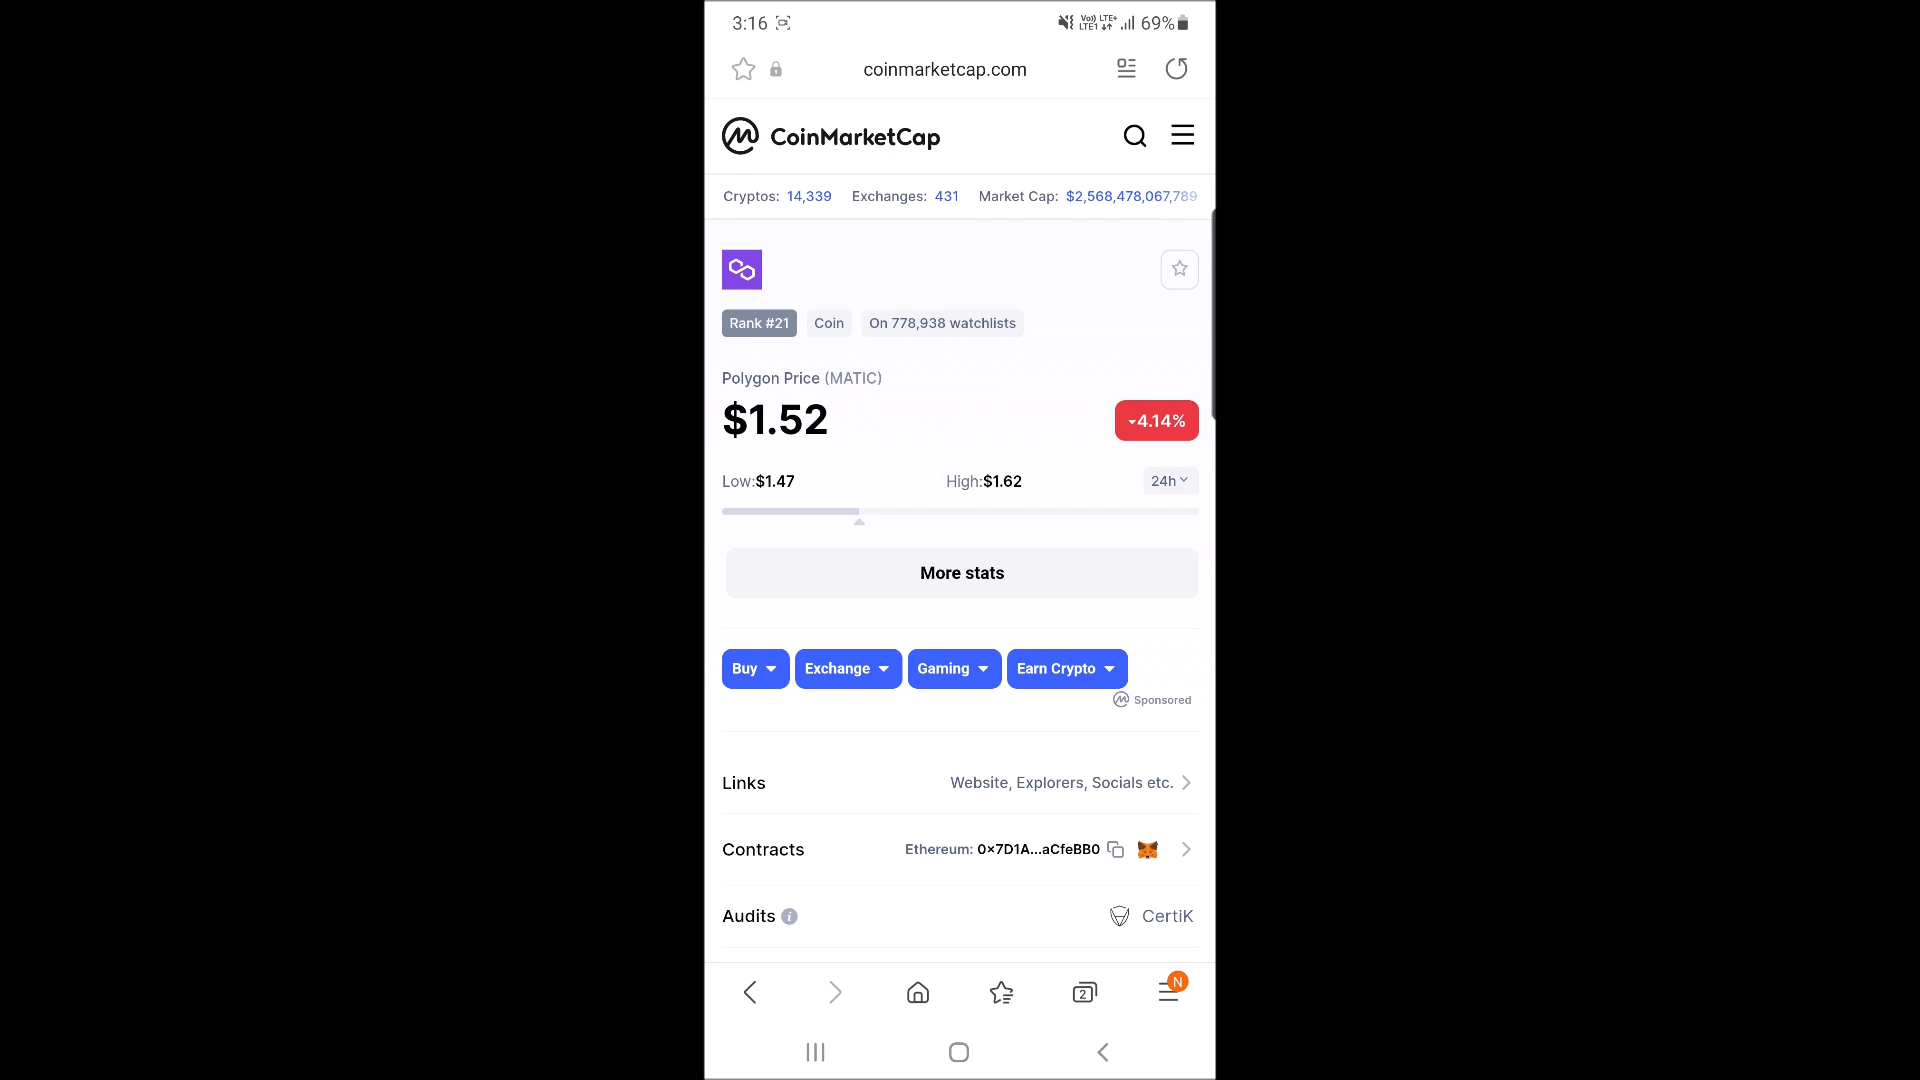 3:16
Vo)) LTE+
LTE1
69%
coinmarketcap.com
CoinMarketCap
Cryptos: 14,339 Exchanges: 431 Market Cap: $2,568,478,067,789
Rank #21 Coin On 778,938 watchlists
Polygon Price (MATIC)
$1.52
4.14%
Low:$1.47 High:$1.62 24h
More stats
Buy Exchange Gaming Earn Crypto
Sponsored
Links Website, Explorers, Socials etc.
Contracts Ethereum: 0x7D1A...aCfeBB0
Audits CertiK
2
N